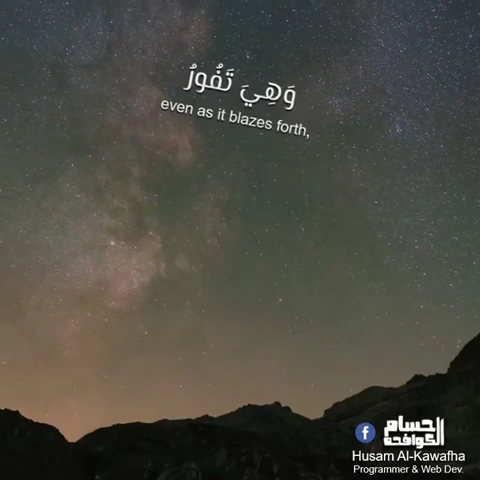 وَهِيَ تَفُورُ
even as it blazes forth,
حسام
الكوافحة
Husam Al-Kawafha
Programmer & Web Dev.